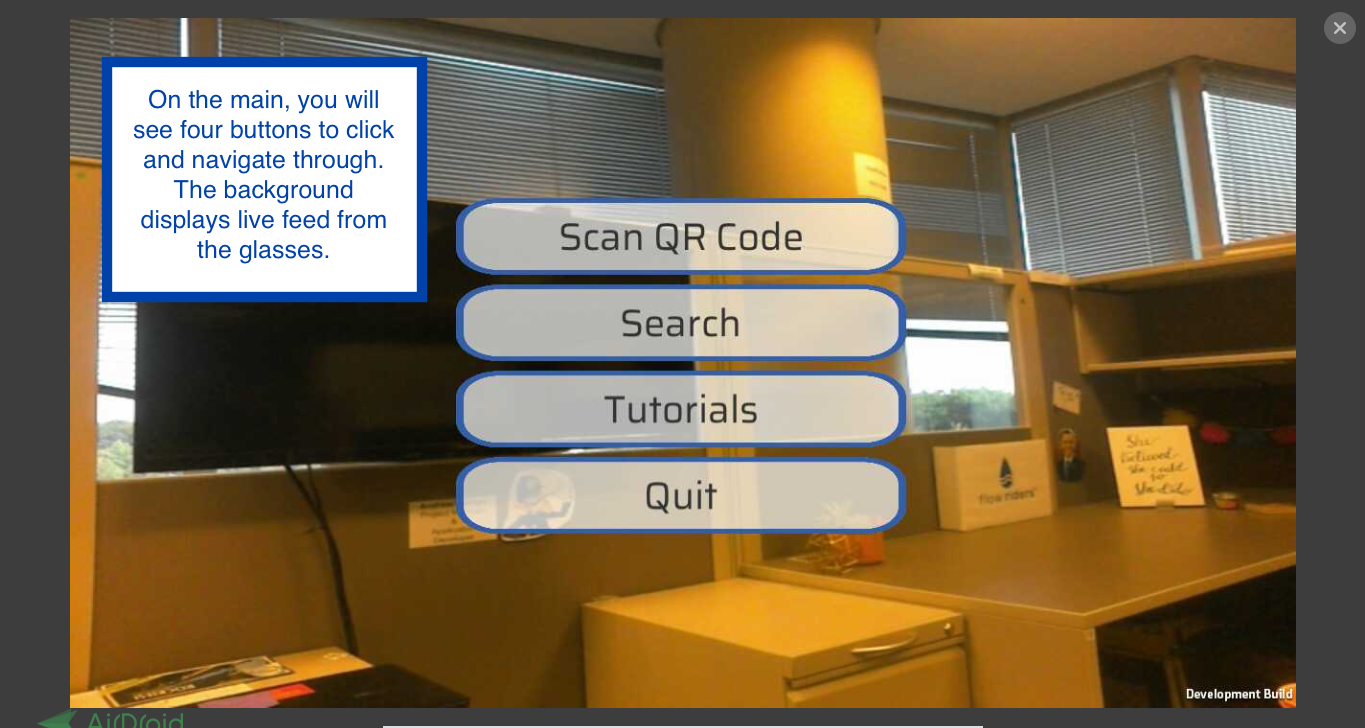 On the main, you will
see four buttons to click
and navigate through.
The background
displays live feed from
the glasses.
Scan QR Code
Search
Tutorials
Quit
flow riders
She
believed
she could
so
She did
Application
Developer
Development Build
AirDroid